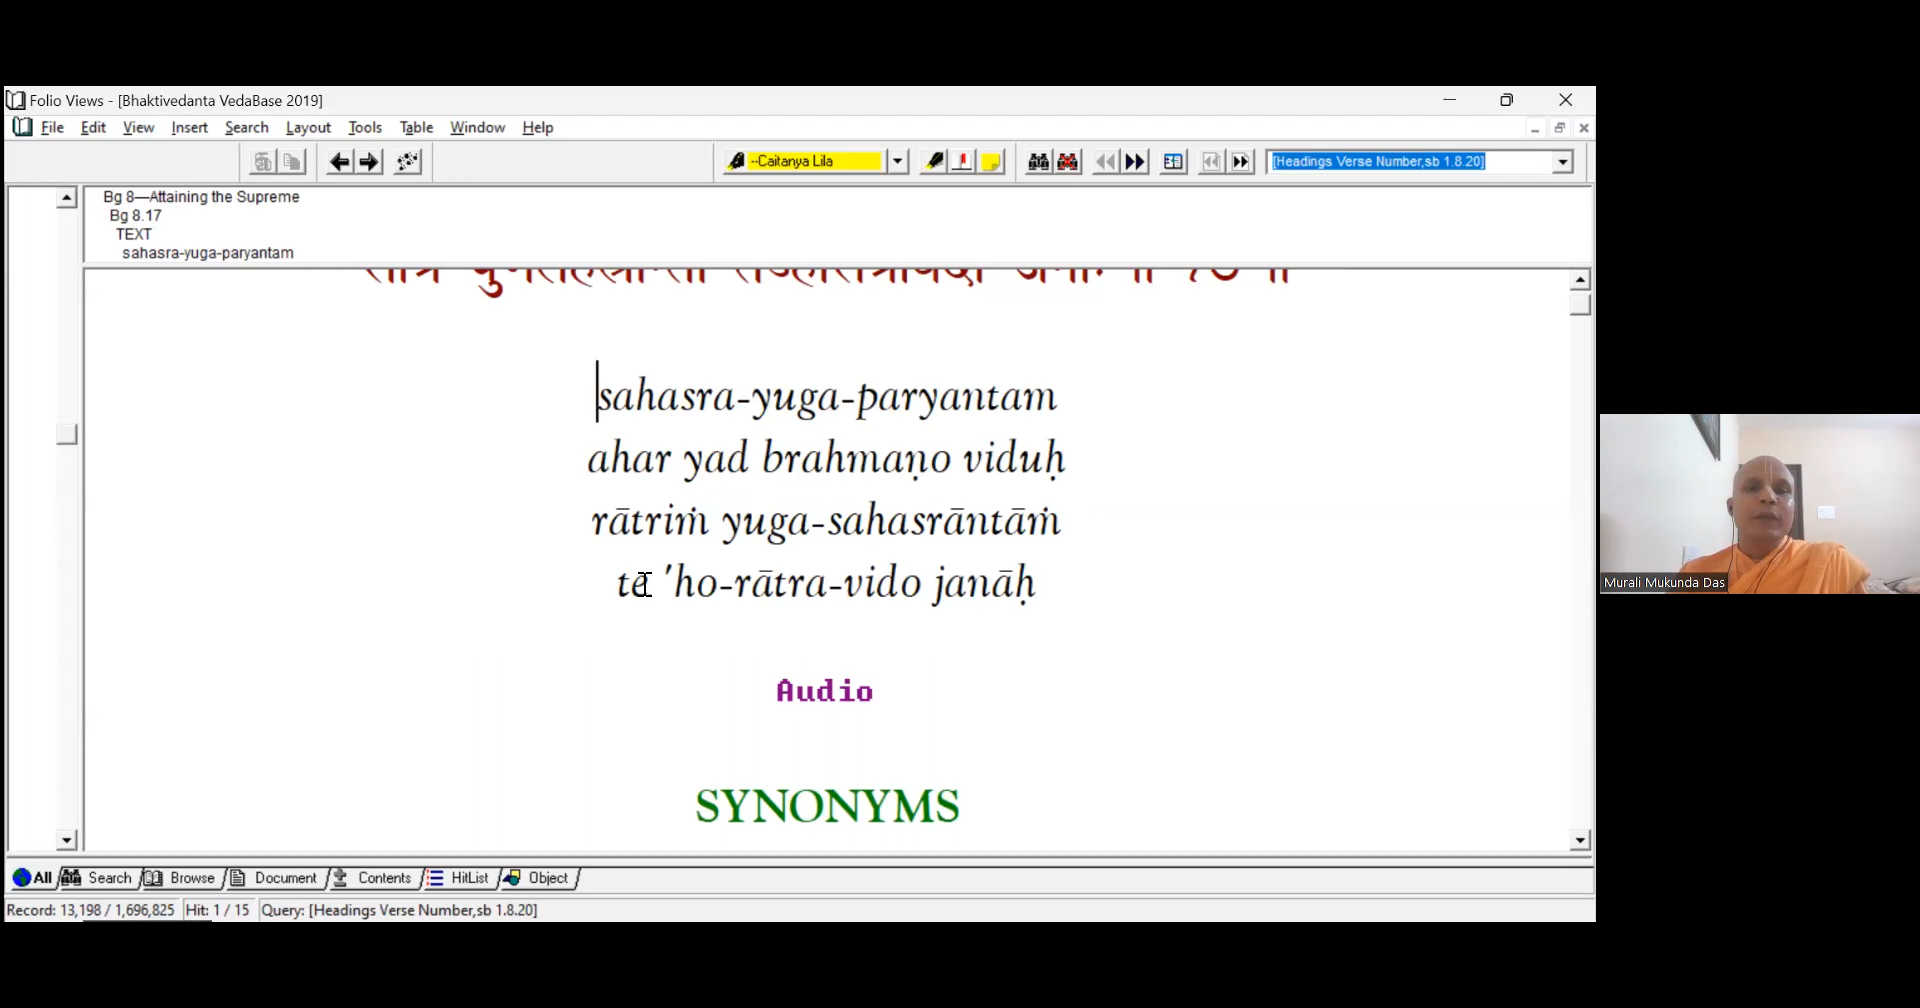 Folio Views - [Bhaktivedanta VedaBase 2019]
File Edit View Insert Search Layout Tools Table Window Help
--Caitanya Lila
[Headings Verse Number,sb 1.8.20]
Bg 8—Attaining the Supreme
Bg 8.17
TEXT
sahasra-yuga-paryantam
sahasra-yuga-paryantam
ahar yad brahmaṇo viduḥ
rātriṁ yuga-sahasrāntāṁ
te 'ho-rātra-vido janāḥ
Audio
SYNONYMS
Murali Mukunda Das
All Search Browse Document Contents HitList Object
Record: 13,198 / 1,696,825 Hit: 1 / 15 Query: [Headings Verse Number,sb 1.8.20]